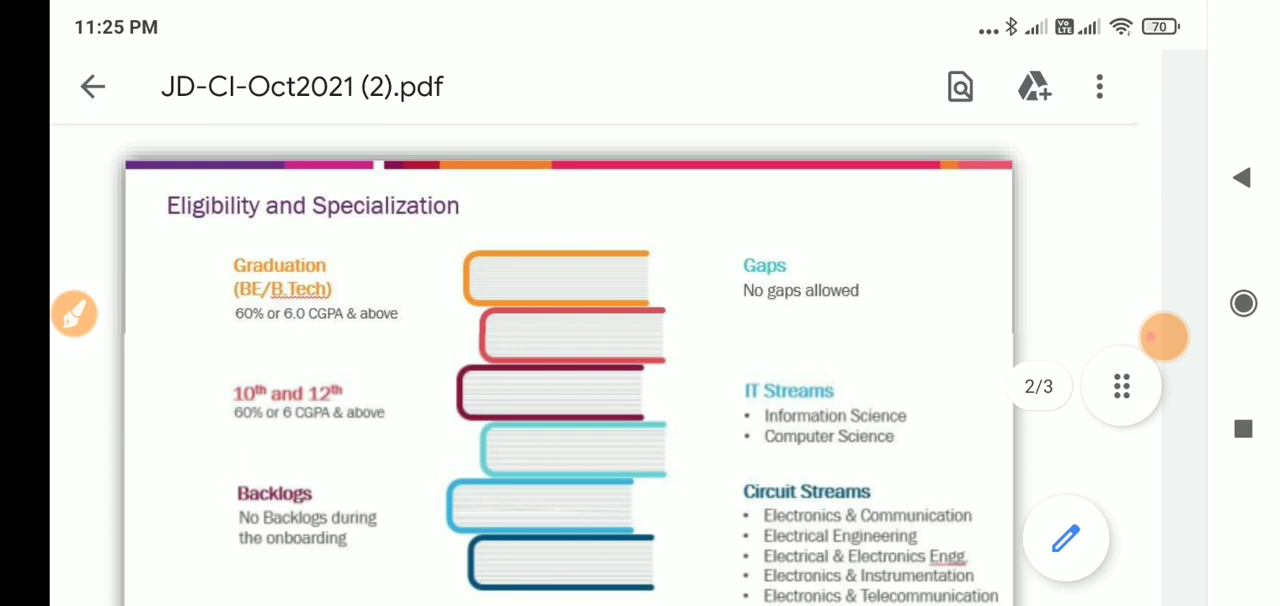 11:25 PM
Vo LTE
70
JD-CI-Oct2021 (2).pdf
Eligibility and Specialization
Graduation
(BE/B.Tech)
60% or 6.0 CGPA & above
10th and 12th
60% or 6 CGPA & above
Backlogs
No Backlogs during
the onboarding
Gaps
No gaps allowed
IT Streams
• Information Science
• Computer Science
Circuit Streams
• Electronics & Communication
• Electrical Engineering
• Electrical & Electronics Engg.
• Electronics & Instrumentation
• Electronics & Telecommunication
2/3